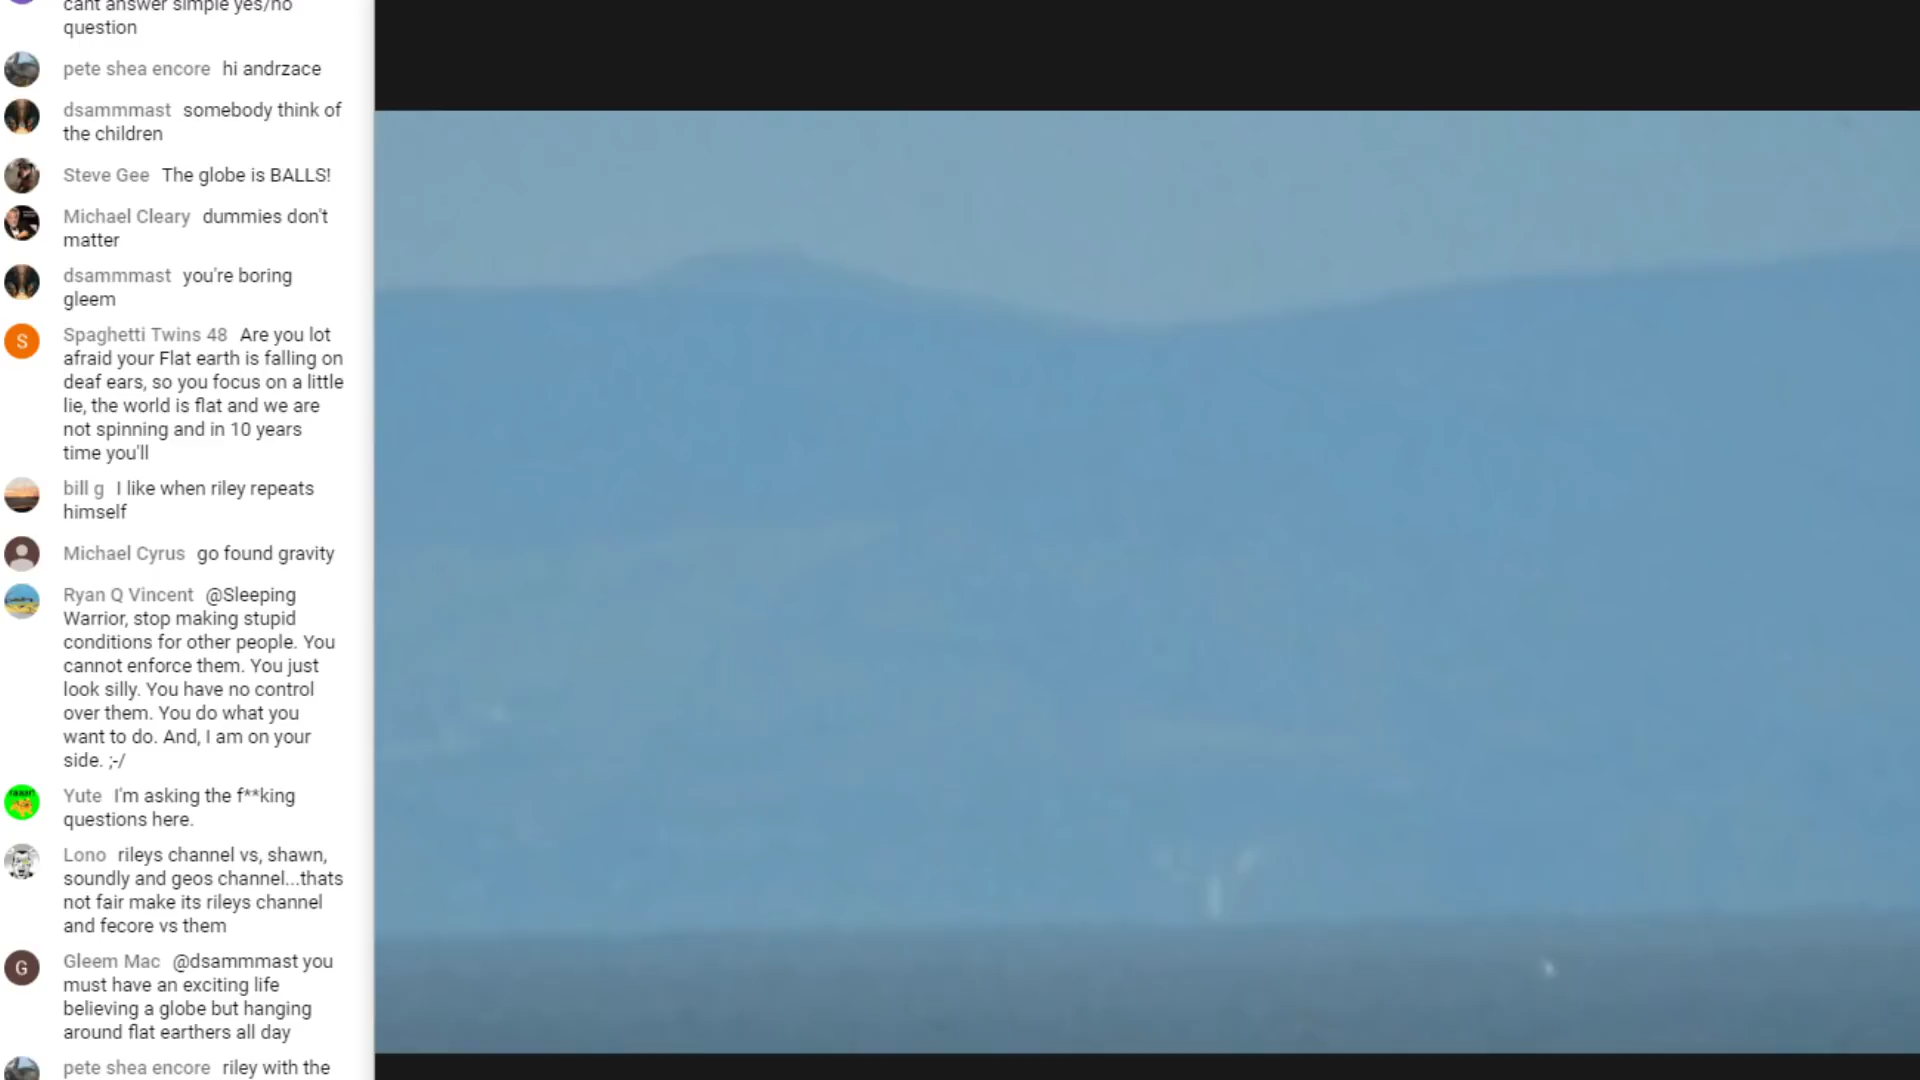 cant answer simple yes/no
question
pete shea encore hi andrzace
dsammmast somebody think of
the children
Steve Gee The globe is BALLS!
Michael Cleary dummies don't
matter
dsammmast you're boring
gleem
S
Spaghetti Twins 48 Are you lot
afraid your Flat earth is falling on
deaf ears, so you focus on a little
lie, the world is flat and we are
not spinning and in 10 years
time you'll
bill g I like when riley repeats
himself
Michael Cyrus go found gravity
Ryan Q Vincent @Sleeping
Warrior, stop making stupid
conditions for other people. You
cannot enforce them. You just
look silly. You have no control
over them. You do what you
want to do. And, I am on your
side. ;-/
Yute I'm asking the f**king
questions here.
Lono rileys channel vs, shawn,
soundly and geos channel...thats
not fair make its rileys channel
and fecore vs them
G
Gleem Mac @dsammmast you
must have an exciting life
believing a globe but hanging
around flat earthers all day
pete shea encore riley with the